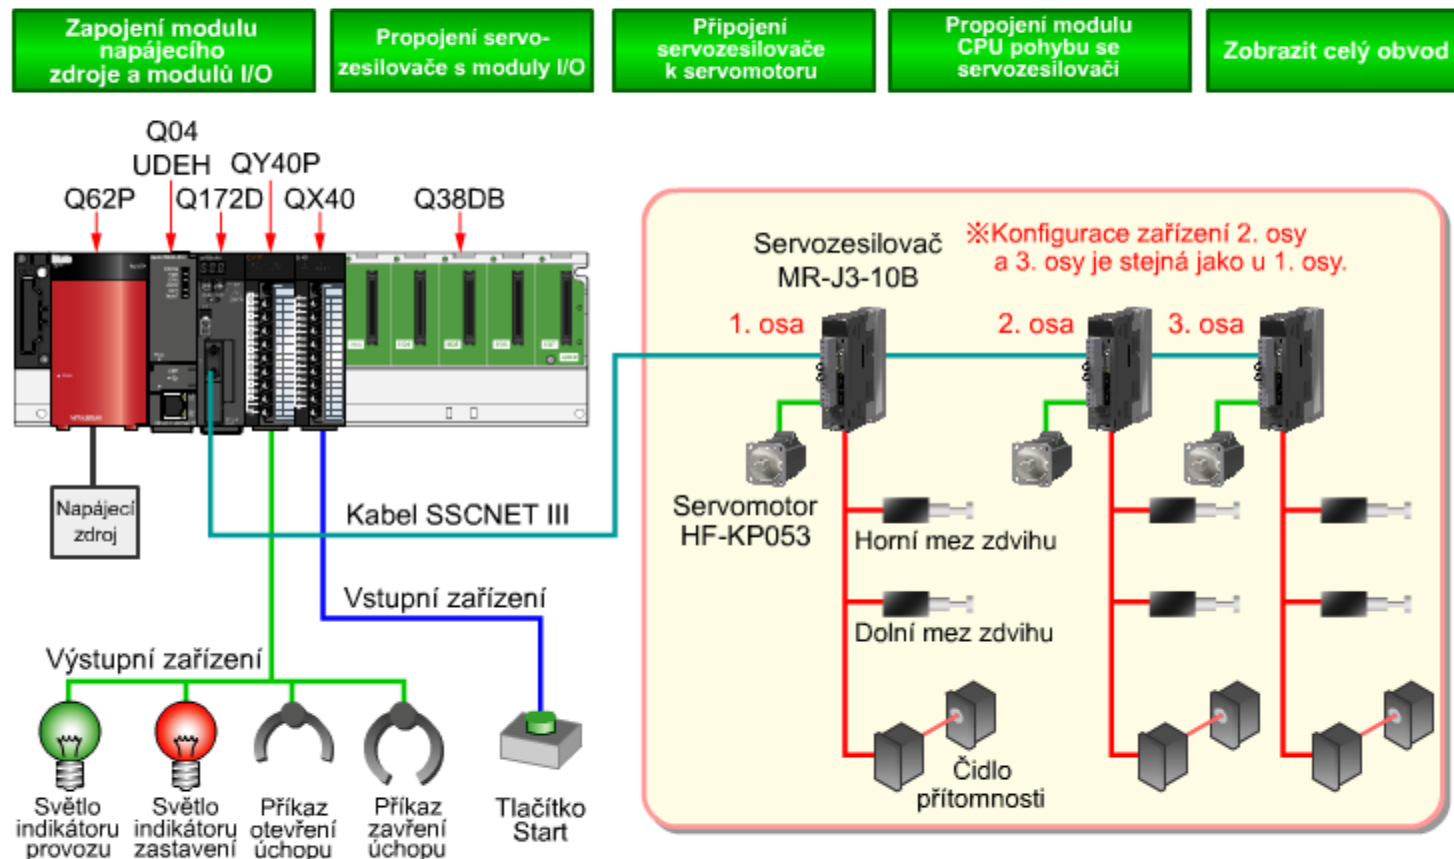 Zapojení modulu
napájecího
zdroje a modulů I/O
Propojení servo-
zesilovače s moduly I/O
Připojení
servozesilovače
k servomotoru
Propojení modulu
CPU pohybu se
servozesilovači
Zobrazit celý obvod
Q04
UDEH
QY40P
Q62P
Q172D
QX40
Q38DB
Servozesilovač
MR-J3-10B
※Konfigurace zařízení 2. osy
a 3. osy je stejná jako u 1. osy.
1. osa
2. osa
3. osa
Napájecí
zdroj
Kabel SSCNET III
Servomotor
HF-KP053
Horní mez zdvihu
Vstupní zařízení
Dolní mez zdvihu
Výstupní zařízení
Čidlo
přítomnosti
Světlo
indikátoru
provozu
Světlo
indikátoru
zastavení
Příkaz
otevření
úchopu
Příkaz
zavření
úchopu
Tlačítko
Start